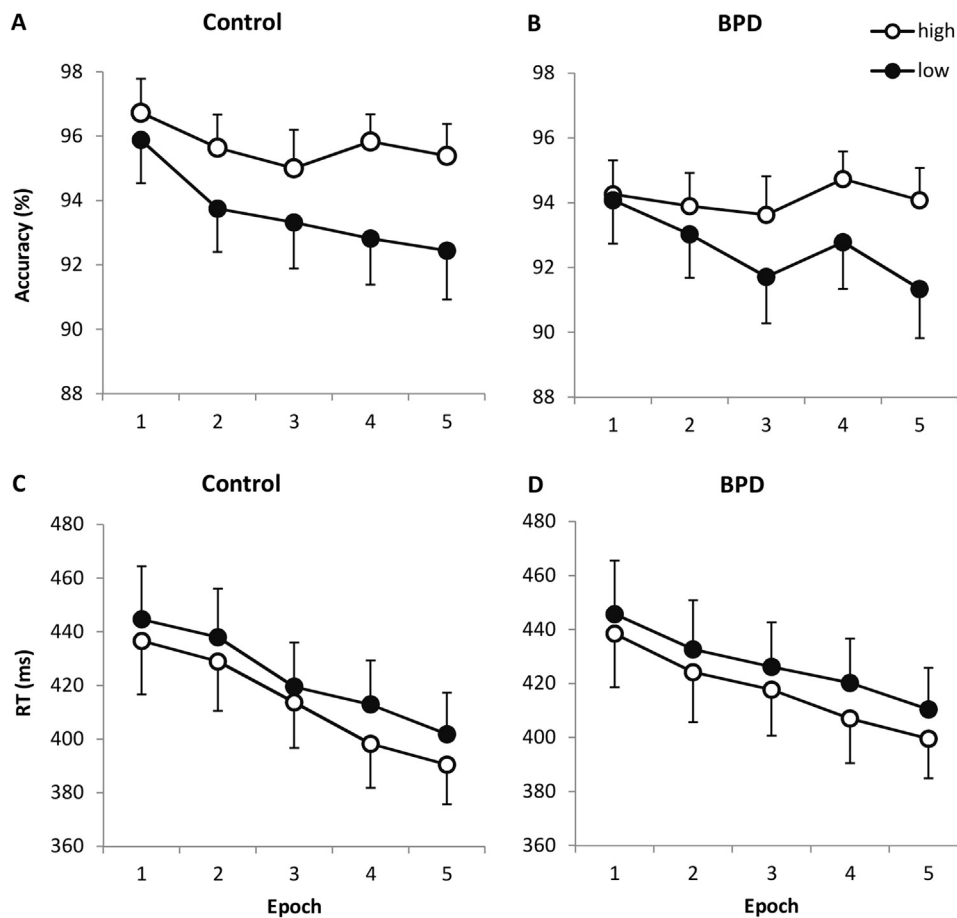 A Control
98
96
94
92
90
88
Accuracy (%)
1 2 3 4 5
B BPD
high
low
98
96
94
92
90
88
1 2 3 4 5
C Control
480
460
440
420
400
380
360
RT (ms)
1 2 3 4 5
Epoch
D BPD
480
460
440
420
400
380
360
1 2 3 4 5
Epoch